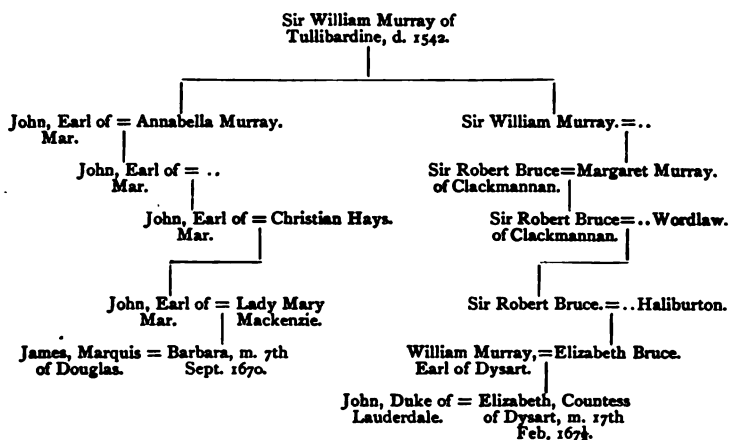 Sir William Murray of
Tullibardine, d. 1542.
John, Earl of = Annabella Murray.
Mar.
Sir William Murray.=..
John, Earl of = ..
Mar.
Sir Robert Bruce=Margaret Murray.
of Clackmannan.
John, Earl of = Christian Hays.
Mar.
Sir Robert Bruce=..Wordlaw.
of Clackmannan.
John, Earl of = Lady Mary
Mar. Mackenzie.
Sir Robert Bruce.=..Haliburton.
James, Marquis = Barbara, m. 7th
of Douglas. Sept. 1670.
William Murray,=Elizabeth Bruce.
Earl of Dysart.
John, Duke of = Elizabeth, Countess
Lauderdale. of Dysart, m. 17th
Feb. 167½.